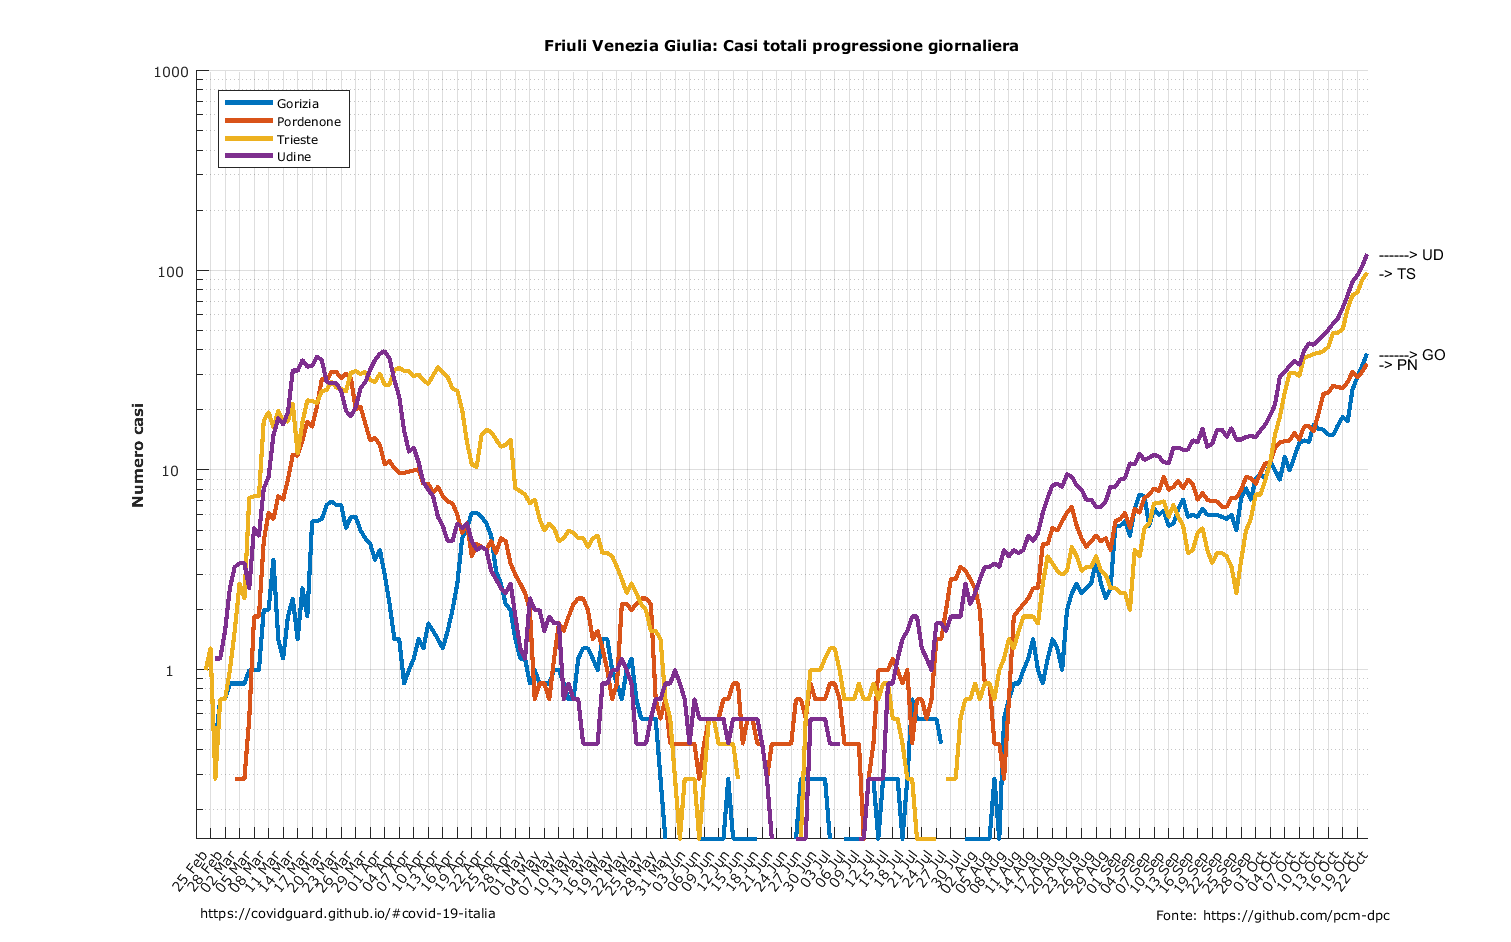 Friuli Venezia Giulia: Casi totali progressione giornaliera
1000
100
10
1
Numero casi
Gorizia
Pordenone
Trieste
Udine
------> UD
-> TS
------> GO
-> PN
25 Feb
28 Feb
02 Mar
05 Mar
08 Mar
11 Mar
14 Mar
17 Mar
20 Mar
23 Mar
26 Mar
29 Mar
01 Apr
04 Apr
07 Apr
10 Apr
13 Apr
16 Apr
19 Apr
22 Apr
25 Apr
28 Apr
01 May
04 May
07 May
10 May
13 May
16 May
19 May
22 May
25 May
28 May
31 May
03 Jun
06 Jun
09 Jun
12 Jun
15 Jun
18 Jun
21 Jun
24 Jun
27 Jun
30 Jun
03 Jul
06 Jul
09 Jul
12 Jul
15 Jul
18 Jul
21 Jul
24 Jul
27 Jul
30 Jul
02 Aug
05 Aug
08 Aug
11 Aug
14 Aug
17 Aug
20 Aug
23 Aug
26 Aug
29 Aug
01 Sep
04 Sep
07 Sep
10 Sep
13 Sep
16 Sep
19 Sep
22 Sep
25 Sep
28 Sep
01 Oct
04 Oct
07 Oct
10 Oct
13 Oct
16 Oct
19 Oct
22 Oct
https://covidguard.github.io/#covid-19-italia
Fonte: https://github.com/pcm-dpc